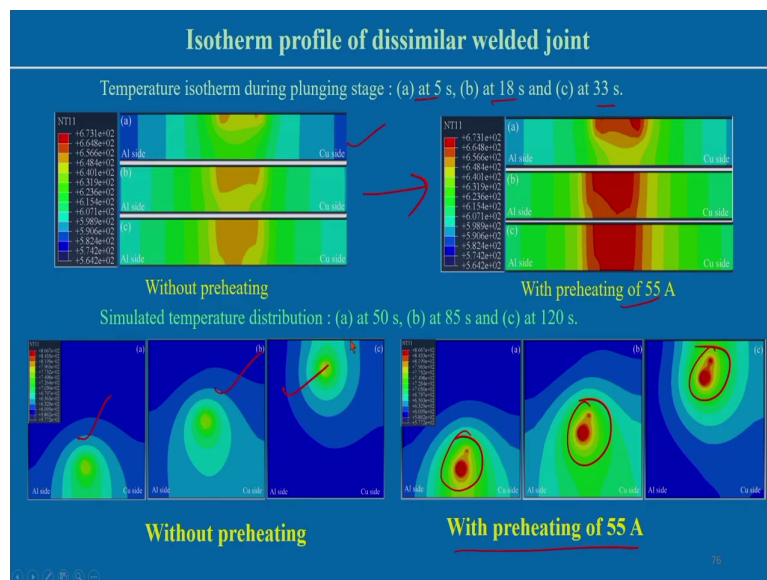 Isotherm profile of dissimilar welded joint
Temperature isotherm during plunging stage : (a) at 5 s, (b) at 18 s and (c) at 33 s.
NT11
+6.731e+02
+6.648e+02
+6.566e+02
+6.484e+02
+6.401e+02
+6.319e+02
+6.236e+02
+6.154e+02
+6.071e+02
+5.989e+02
+5.906e+02
+5.824e+02
+5.742e+02
+5.642e+02
(a)
Al side
Cu side
(b)
Al side
Cu side
(c)
Al side
Cu side
Without preheating
NT11
+6.731e+02
+6.648e+02
+6.566e+02
+6.484e+02
+6.401e+02
+6.319e+02
+6.236e+02
+6.154e+02
+6.071e+02
+5.989e+02
+5.906e+02
+5.824e+02
+5.742e+02
+5.642e+02
(a)
Al side
Cu side
(b)
Al side
Cu side
(c)
Al side
Cu side
With preheating of 55 A
Simulated temperature distribution : (a) at 50 s, (b) at 85 s and (c) at 120 s.
NT11
(a)
Al side
Cu side
(b)
Al side
Cu side
(c)
Al side
Cu side
Without preheating
NT11
(a)
Al side
Cu side
(b)
Al side
Cu side
(c)
Al side
Cu side
With preheating of 55 A
76